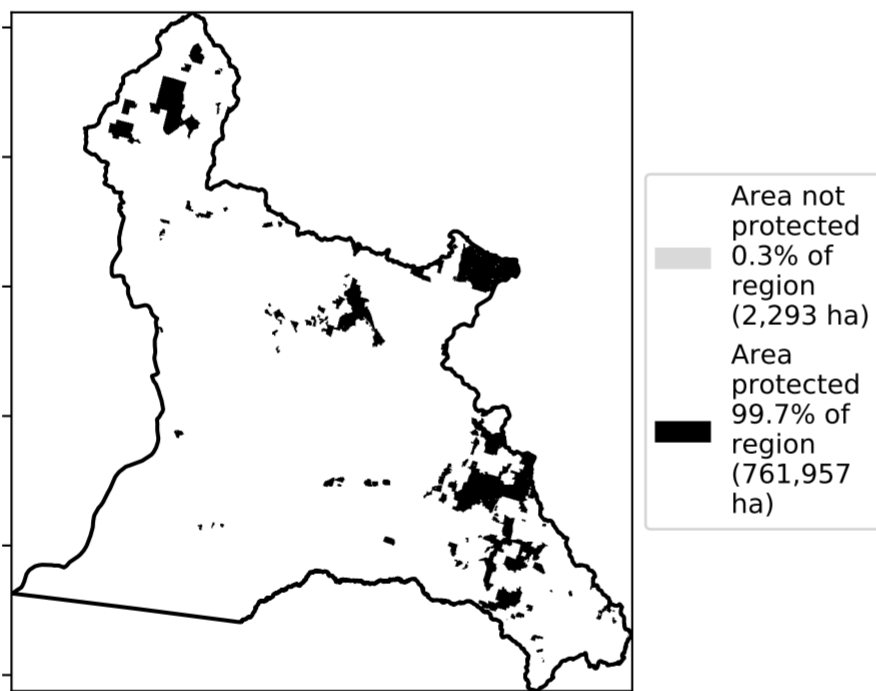 Area not
protected
0.3% of
region
(2,293 ha)
Area
protected
99.7% of
region
(761,957
ha)